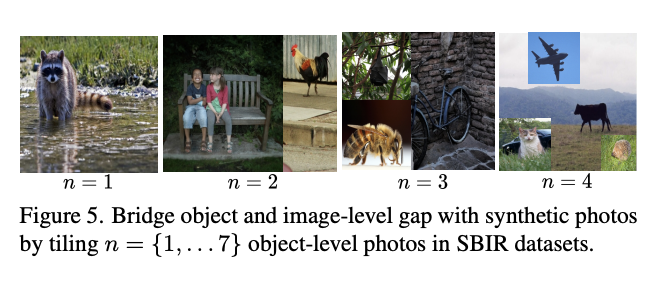 n = 1
n = 2
n = 3
n = 4
Figure 5. Bridge object and image-level gap with synthetic photos
by tiling n = {1, . . . 7} object-level photos in SBIR datasets.